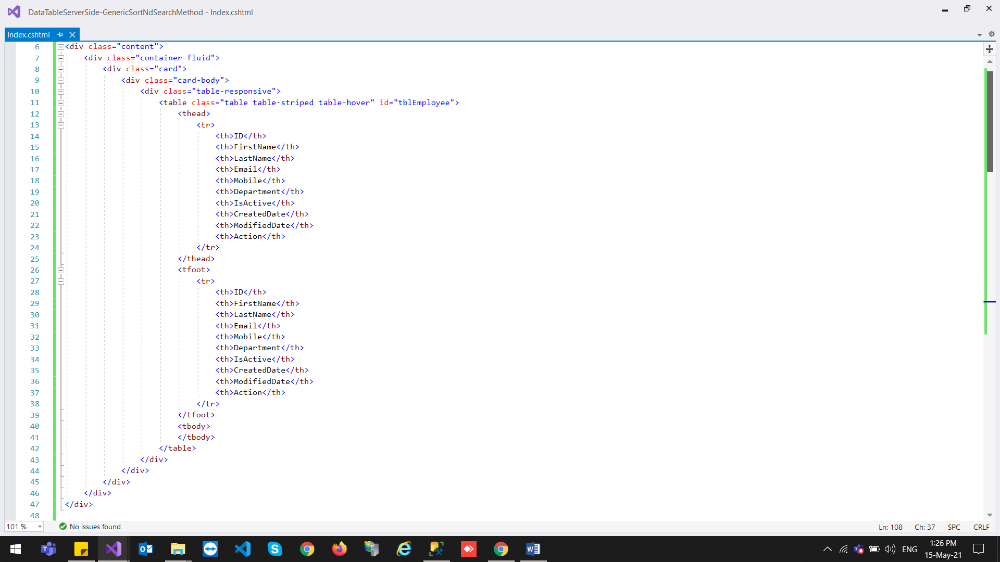 DataTableServerSide-GenericSortNdSearchMethod - Index.cshtml
Index.cshtml
6 <div class="content">
7 <div class="container-fluid">
8 <div class="card">
9 <div class="card-body">
10 <div class="table-responsive">
11 <table class="table table-striped table-hover" id="tblEmployee">
12 <thead>
13 <tr>
14 <th>ID</th>
15 <th>FirstName</th>
16 <th>LastName</th>
17 <th>Email</th>
18 <th>Mobile</th>
19 <th>Department</th>
20 <th>IsActive</th>
21 <th>CreatedDate</th>
22 <th>ModifiedDate</th>
23 <th>Action</th>
24 </tr>
25 </thead>
26 <tfoot>
27 <tr>
28 <th>ID</th>
29 <th>FirstName</th>
30 <th>LastName</th>
31 <th>Email</th>
32 <th>Mobile</th>
33 <th>Department</th>
34 <th>IsActive</th>
35 <th>CreatedDate</th>
36 <th>ModifiedDate</th>
37 <th>Action</th>
38 </tr>
39 </tfoot>
40 <tbody>
41 </tbody>
42 </table>
43 </div>
44 </div>
45 </div>
46 </div>
47 </div>
48
101 % No issues found Ln: 108 Ch: 37 SPC CRLF
ENG
1:26 PM
15-May-21